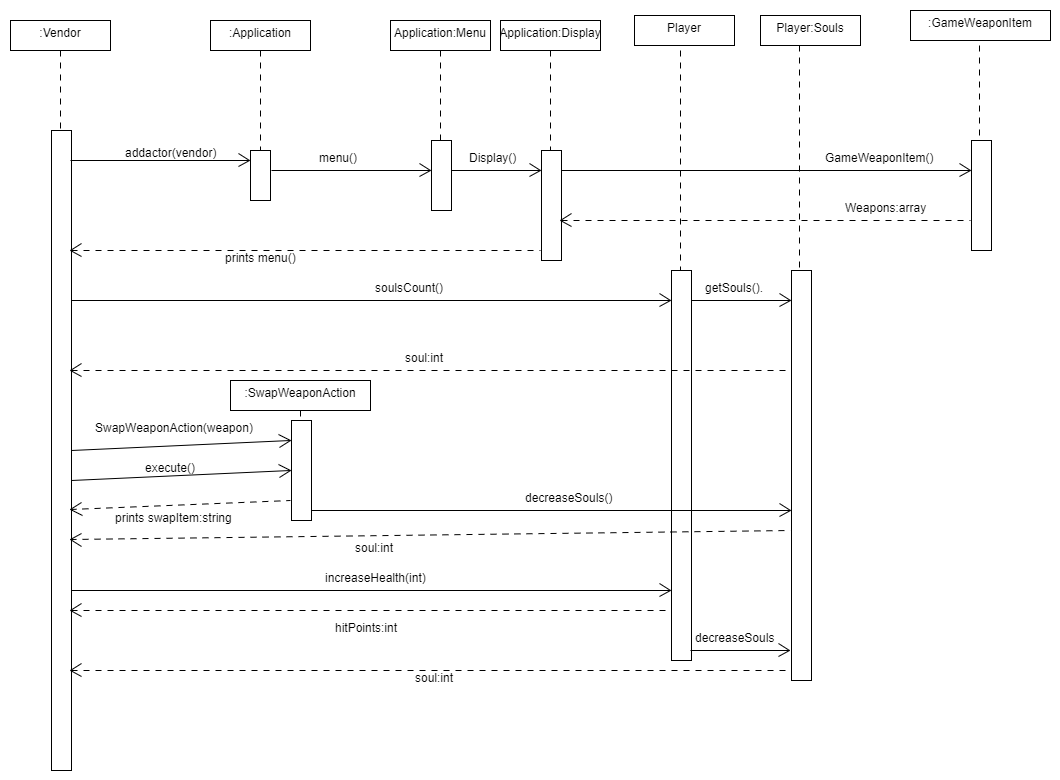 :Vendor
:Application
Application:Menu
Application:Display
Player
Player:Souls
:GameWeaponItem
addactor(vendor)
menu()
Display()
GameWeaponItem()
Weapons:array
prints menu()
soulsCount()
getSouls().
soul:int
:SwapWeaponAction
SwapWeaponAction(weapon)
execute()
decreaseSouls()
prints swapItem:string
soul:int
increaseHealth(int)
hitPoints:int
decreaseSouls
soul:int